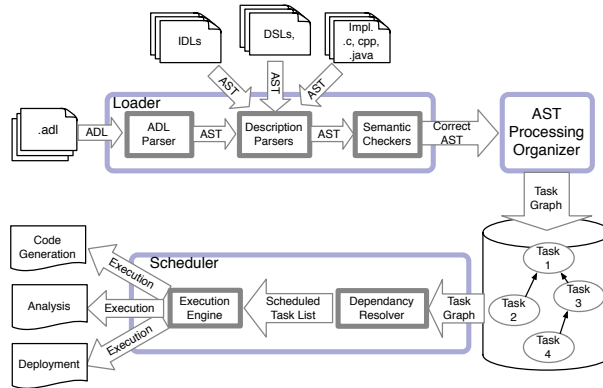 IDLs
DSLs,
Impl.
.c, cpp,
.java
AST
AST
AST
Loader
.adl
ADL
ADL
Parser
AST
Description
Parsers
AST
Semantic
Checkers
Correct
AST
AST
Processing
Organizer
Task
Graph
Code
Generation
Execution
Scheduler
Task
1
Analysis
Execution
Execution
Engine
Scheduled
Task List
Dependancy
Resolver
Task
Graph
Task
2
Task
3
Execution
Deployment
Task
4